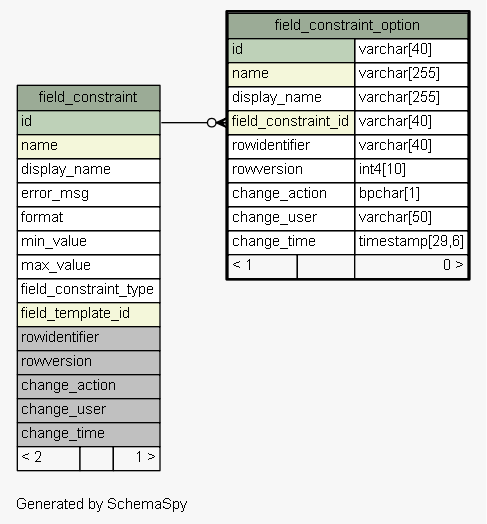 field_constraint_option
id varchar[40]
name varchar[255]
display_name varchar[255]
field_constraint_id varchar[40]
rowidentifier varchar[40]
rowversion int4[10]
change_action bpchar[1]
change_user varchar[50]
change_time timestamp[29,6]
< 1 0 >
field_constraint
id
name
display_name
error_msg
format
min_value
max_value
field_constraint_type
field_template_id
rowidentifier
rowversion
change_action
change_user
change_time
< 2 1 >
Generated by SchemaSpy